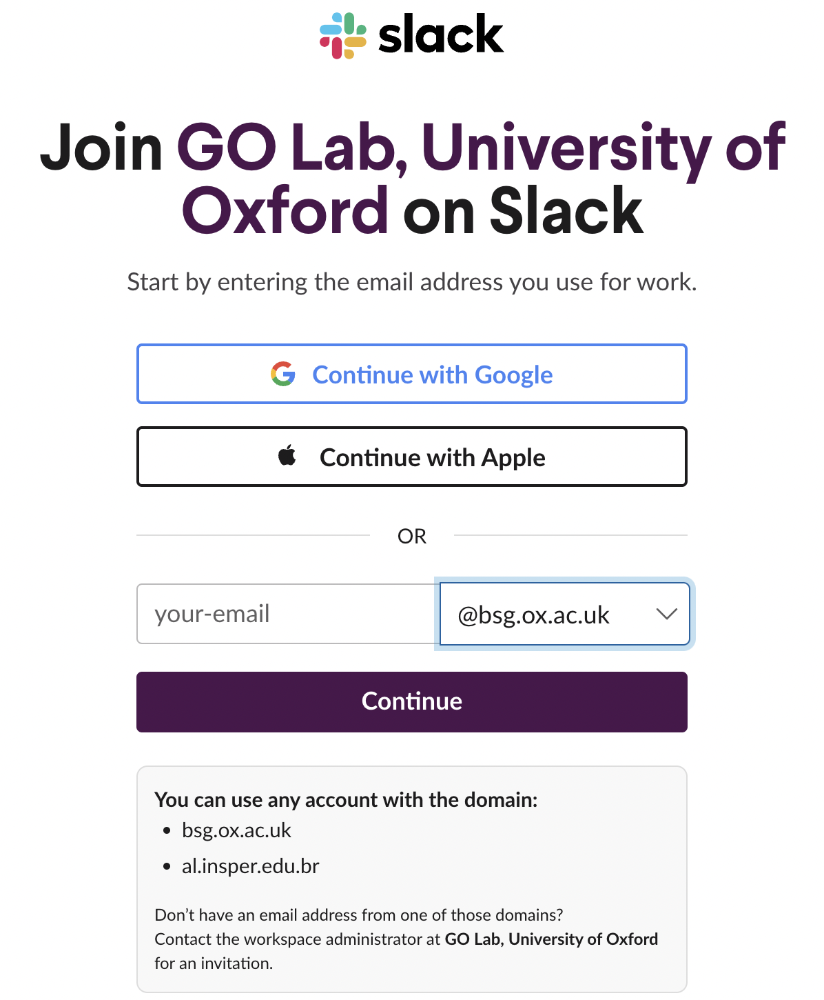 slack
Join GO Lab, University of
Oxford on Slack
Start by entering the email address you use for work.
Continue with Google
Continue with Apple
OR
your-email
@bsg.ox.ac.uk
Continue
You can use any account with the domain:
• bsg.ox.ac.uk
• al.insper.edu.br
Don’t have an email address from one of those domains?
Contact the workspace administrator at GO Lab, University of Oxford
for an invitation.